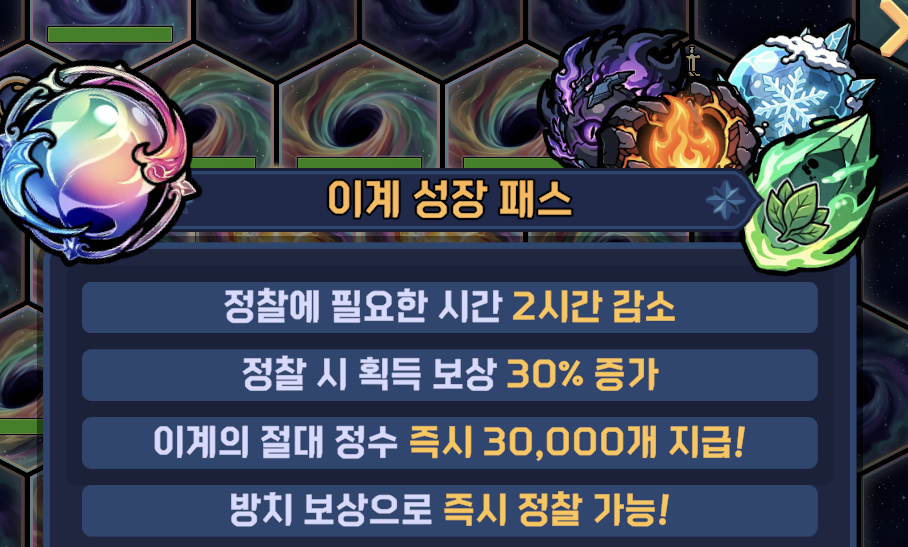 이계 성장 패스
정찰에 필요한 시간 2시간 감소
정찰 시 획득 보상 30% 증가
이계의 절대 정수 즉시 30,000개 지급!
방치 보상으로 즉시 정찰 가능!